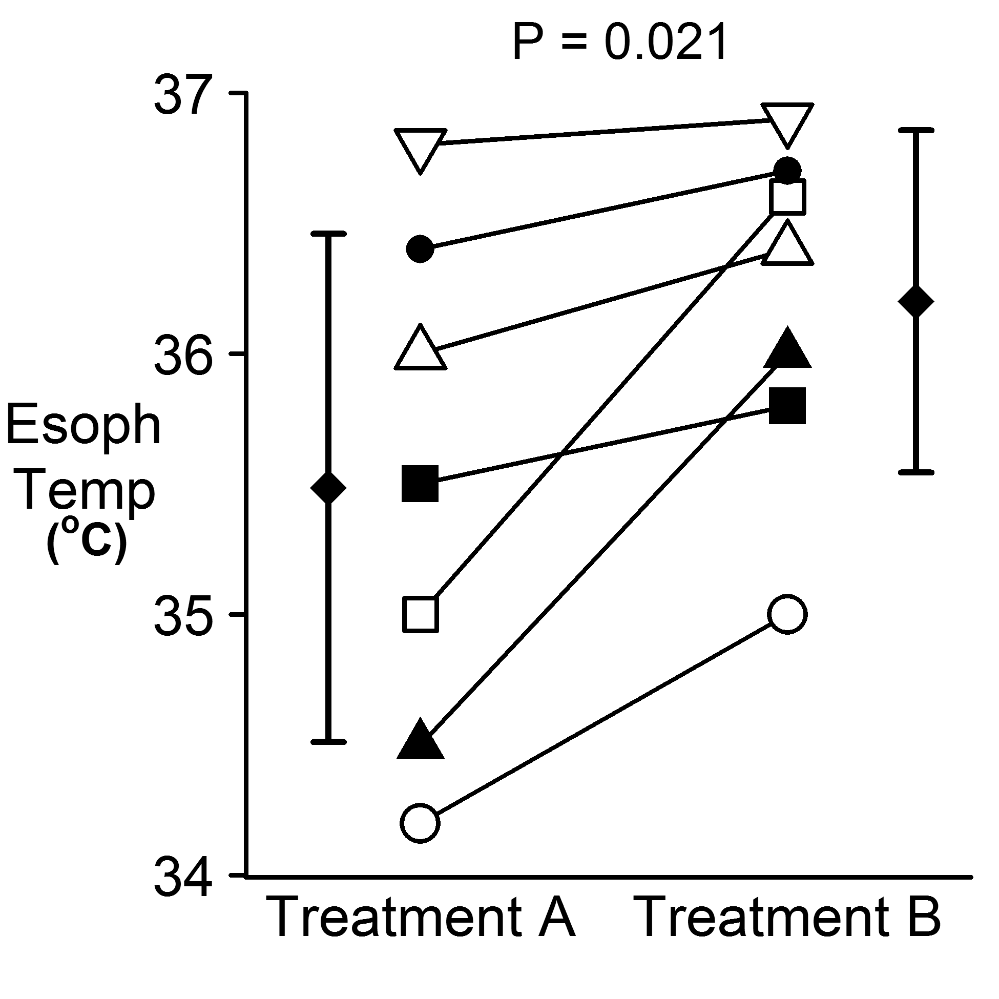 P = 0.021
37
36
Esoph
Temp
(°C)
35
34
Treatment A
Treatment B